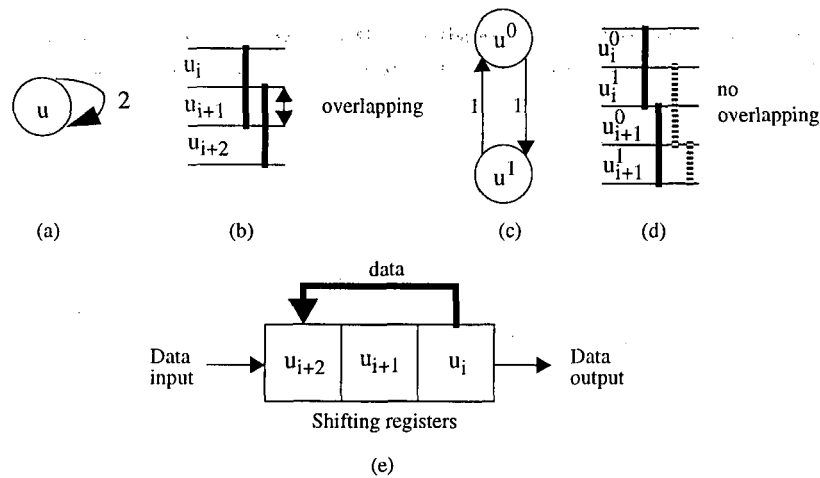 u
2
(a)
u_i
u_{i+1}
u_{i+2}
overlapping
(b)
u^0
1
1
u^1
(c)
u_i^0
u_i^1
u_{i+1}^0
u_{i+1}^1
no
overlapping
(d)
data
Data
input
u_{i+2}
u_{i+1}
u_i
Data
output
Shifting registers
(e)